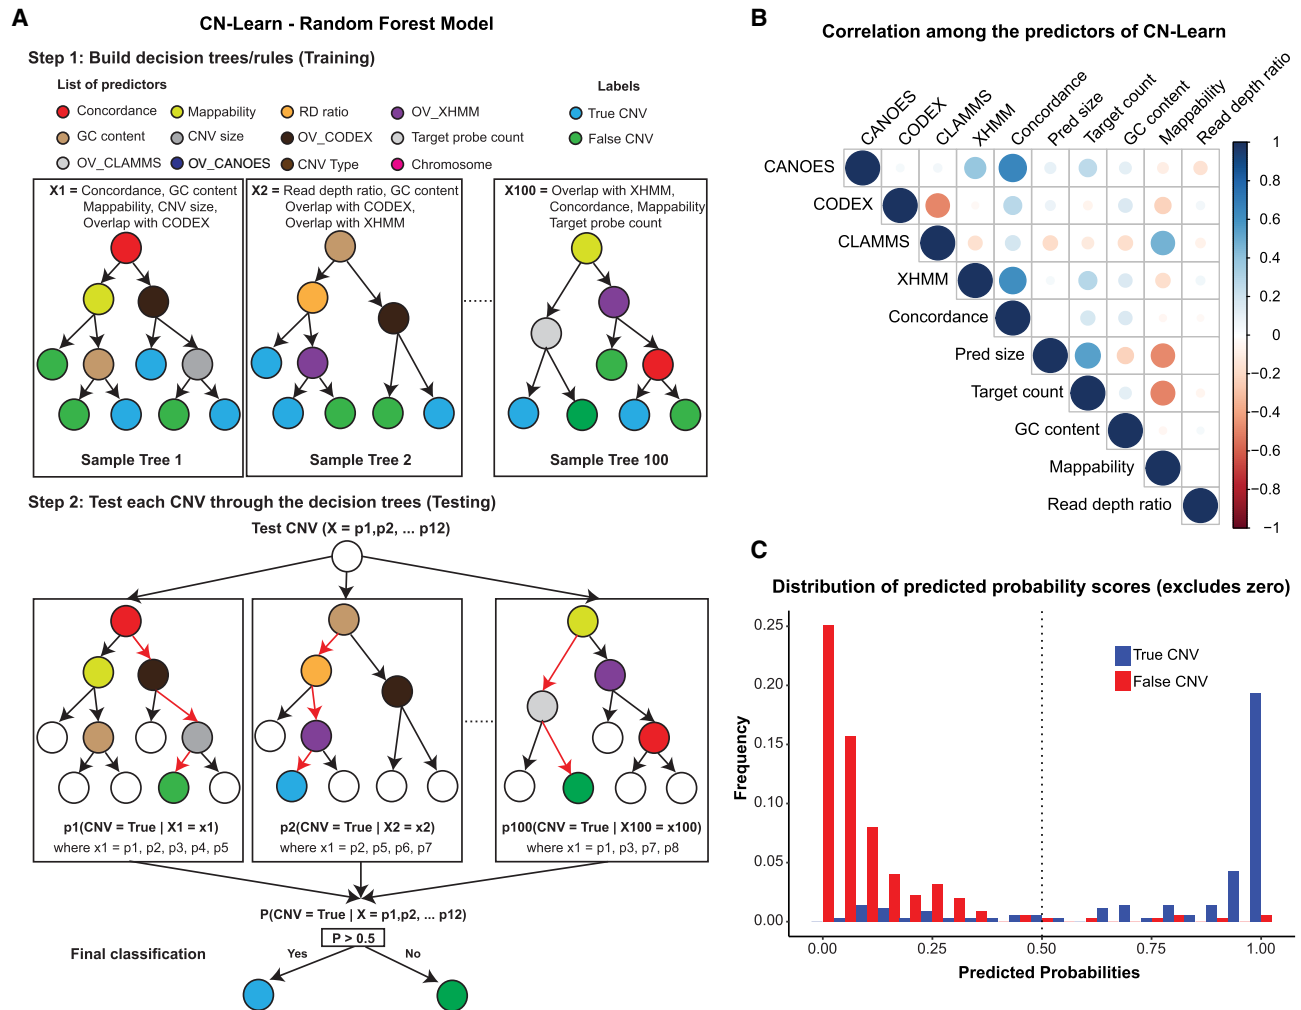 A
CN-Learn - Random Forest Model
Step 1: Build decision trees/rules (Training)
List of predictors
Labels
Concordance
Mappability
RD ratio
OV_XHMM
True CNV
GC content
CNV size
OV_CODEX
Target probe count
False CNV
OV_CLAMMS
OV_CANOES
CNV Type
Chromosome
X1 = Concordance, GC content
Mappability, CNV size,
Overlap with CODEX
X2 = Read depth ratio, GC content
Overlap with CODEX,
Overlap with XHMM
X100 = Overlap with XHMM,
Concordance, Mappability
Target probe count
Sample Tree 1
Sample Tree 2
Sample Tree 100
Step 2: Test each CNV through the decision trees (Testing)
Test CNV (X = p1,p2, ... p12)
p1(CNV = True | X1 = x1)
where x1 = p1, p2, p3, p4, p5
p2(CNV = True | X2 = x2)
where x1 = p2, p5, p6, p7
p100(CNV = True | X100 = x100)
where x1 = p1, p3, p7, p8
P(CNV = True | X = p1,p2, ... p12)
P > 0.5
Final classification
Yes
No
B
Correlation among the predictors of CN-Learn
CANOES
CODEX
CLAMMS
XHMM
Concordance
Pred size
Target count
GC content
Mappability
Read depth ratio
CANOES
CODEX
CLAMMS
XHMM
Concordance
Pred size
Target count
GC content
Mappability
Read depth ratio
1
0.8
0.6
0.4
0.2
0
−0.2
−0.4
−0.6
−0.8
−1
C
Distribution of predicted probability scores (excludes zero)
True CNV
False CNV
Frequency
0.25
0.20
0.15
0.10
0.05
0.00
0.00
0.25
0.50
0.75
1.00
Predicted Probabilities